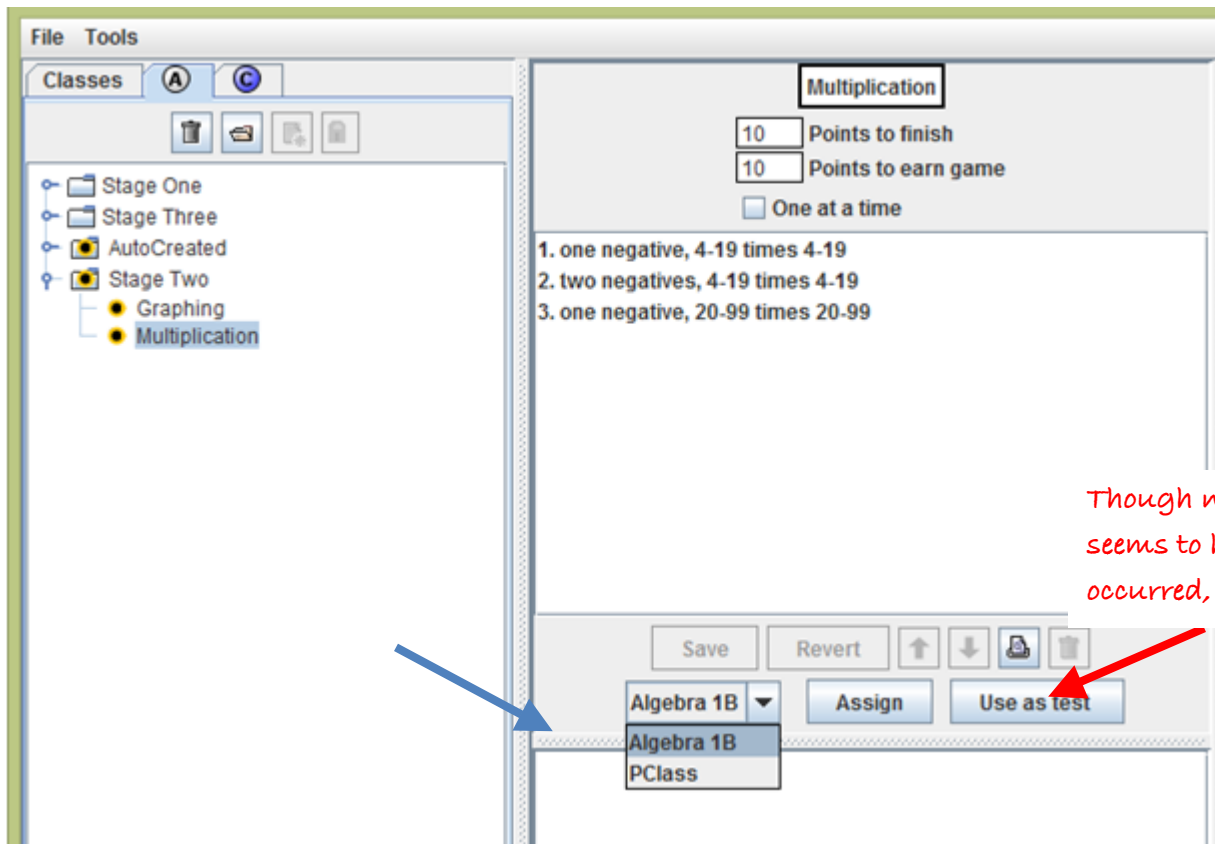 File Tools
Classes A C
Multiplication
10 Points to finish
10 Points to earn game
One at a time
Stage One
Stage Three
AutoCreated
Stage Two
Graphing
Multiplication
1. one negative, 4-19 times 4-19
2. two negatives, 4-19 times 4-19
3. one negative, 20-99 times 20-99
Though
seems to
occurred,
Save Revert
Algebra 1B Assign Use as test
Algebra 1B
PClass